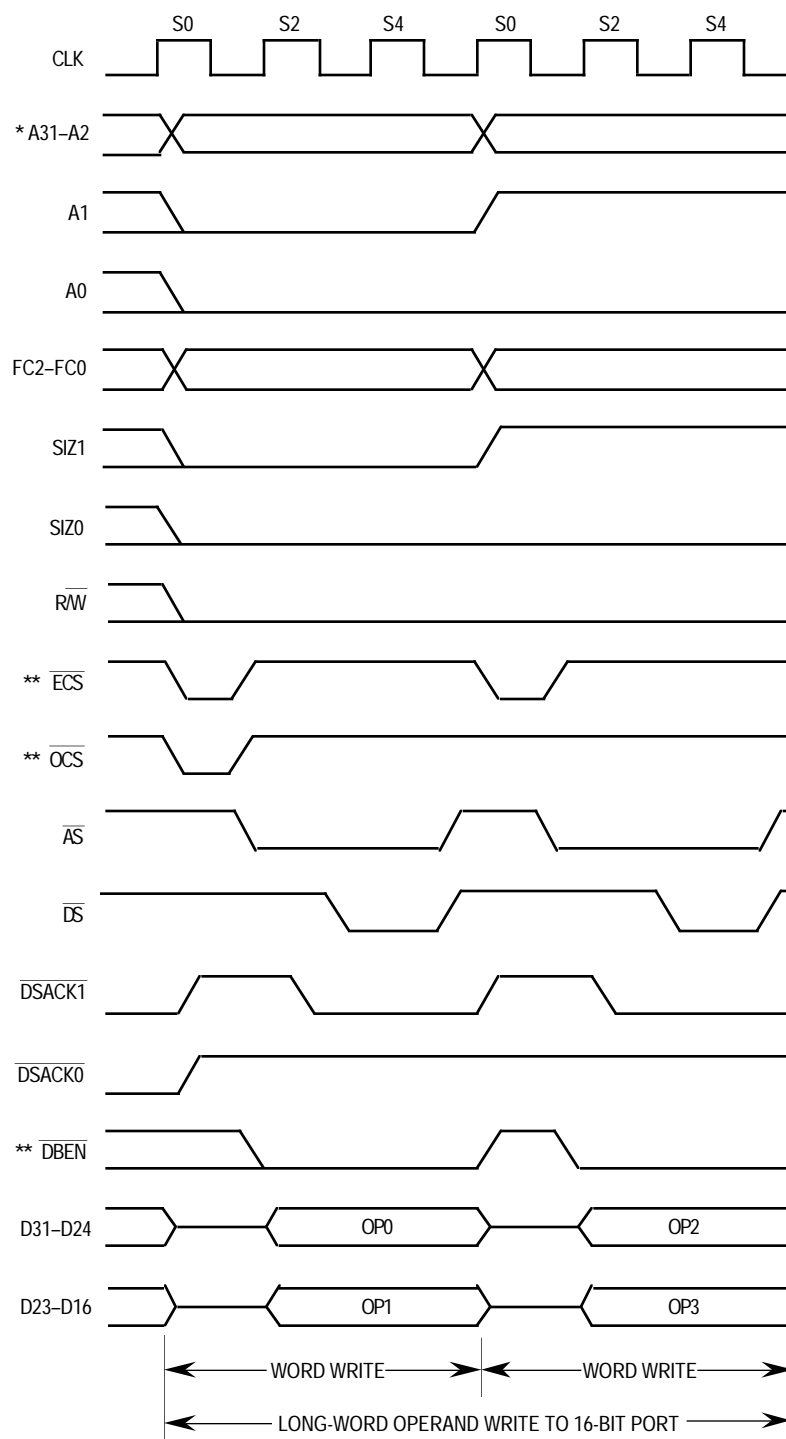 S0 S2 S4 S0 S2 S4
CLK
* A31–A2
A1
A0
FC2–FC0
SIZ1
SIZ0
R/W
** ECS
** OCS
AS
DS
DSACK1
DSACK0
** DBEN
D31–D24 OP0 OP2
D23–D16 OP1 OP3
WORD WRITE WORD WRITE
LONG-WORD OPERAND WRITE TO 16-BIT PORT